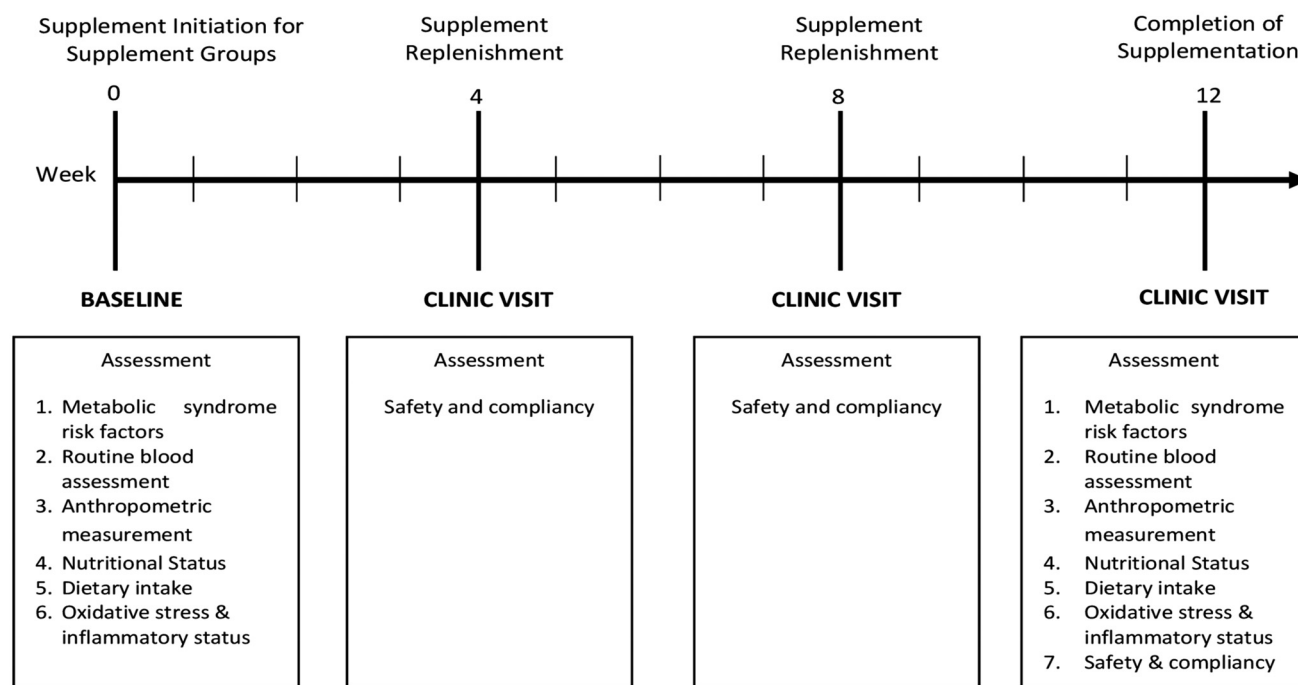 Supplement Initiation for
Supplement Groups
Supplement
Replenishment
Supplement
Replenishment
Completion of
Supplementation
0
4
8
12
Week
BASELINE
CLINIC VISIT
CLINIC VISIT
CLINIC VISIT
Assessment
1. Metabolic syndrome
risk factors
2. Routine blood
assessment
3. Anthropometric
measurement
4. Nutritional Status
5. Dietary intake
6. Oxidative stress &
inflammatory status
Assessment
Safety and compliancy
Assessment
Safety and compliancy
Assessment
1. Metabolic syndrome
risk factors
2. Routine blood
assessment
3. Anthropometric
measurement
4. Nutritional Status
5. Dietary intake
6. Oxidative stress &
inflammatory status
7. Safety & compliancy